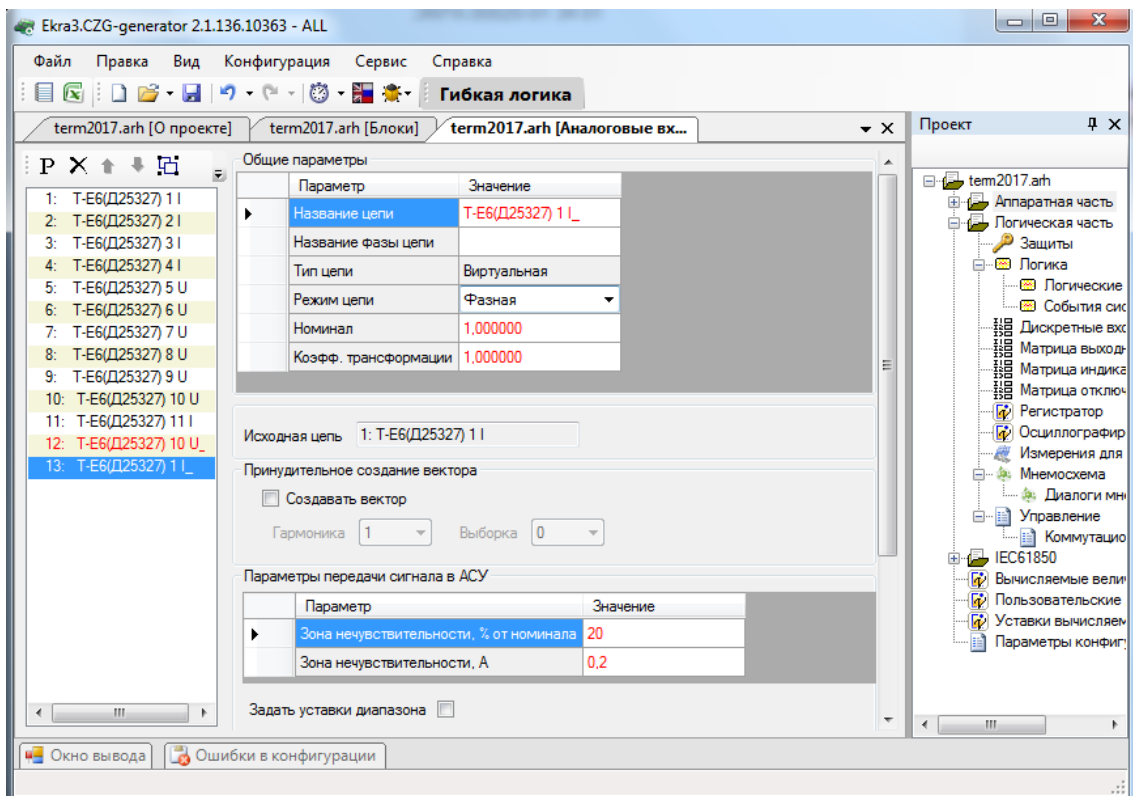 Ekra3.CZG-generator 2.1.136.10363 - ALL
Файл Правка Вид Конфигурация Сервис Справка
Гибкая логика
term2017.arh [О проекте] term2017.arh [Блоки] term2017.arh [Аналоговые вх...
Проект
P
1: Т-Е6(Д25327) 1 I
2: Т-Е6(Д25327) 2 I
3: Т-Е6(Д25327) 3 I
4: Т-Е6(Д25327) 4 I
5: Т-Е6(Д25327) 5 U
6: Т-Е6(Д25327) 6 U
7: Т-Е6(Д25327) 7 U
8: Т-Е6(Д25327) 8 U
9: Т-Е6(Д25327) 9 U
10: Т-Е6(Д25327) 10 U
11: Т-Е6(Д25327) 11 I
12: Т-Е6(Д25327) 10 U_
13: Т-Е6(Д25327) 1 I_
Общие параметры
Параметр Значение
Название цепи Т-Е6(Д25327) 1 I_
Название фазы цепи
Тип цепи Виртуальная
Режим цепи Фазная
Номинал 1,000000
Коэфф. трансформации 1,000000
Исходная цепь 1: Т-Е6(Д25327) 1 I
Принудительное создание вектора
Создавать вектор
Гармоника 1 Выборка 0
Параметры передачи сигнала в АСУ
Параметр Значение
Зона нечувствительности, % от номинала 20
Зона нечувствительности, А 0,2
Задать уставки диапазона
term2017.arh
Аппаратная часть
Логическая часть
Защиты
Логика
Логические
События сис
Дискретные вхо
Матрица выходн
Матрица индика
Матрица отключ
Регистратор
Осциллографир
Измерения для
Мнемосхема
Диалоги мн
Управление
Коммутацио
IEC61850
Вычисляемые вели
Пользовательские
Уставки вычисляем
Параметры конфиг
Окно вывода Ошибки в конфигурации